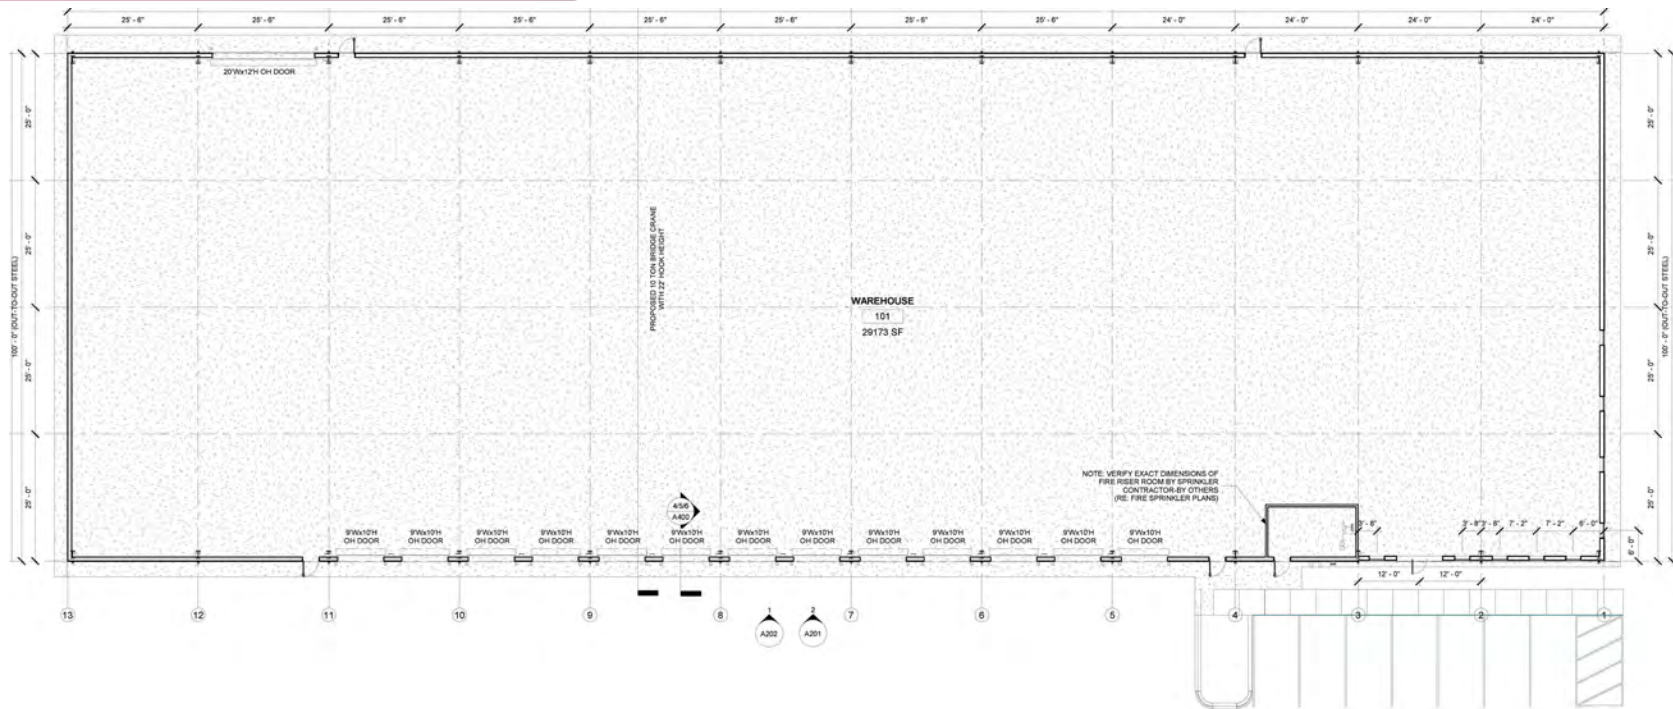 25' - 6"
25' - 6"
25' - 6"
25' - 6"
25' - 6"
25' - 6"
25' - 6"
25' - 6"
24' - 0"
24' - 0"
24' - 0"
24' - 0"
20'Wx12'H OH DOOR
25' - 0"
25' - 0"
25' - 0"
25' - 0"
100' - 0" (OUT-TO-OUT STEEL)
PROPOSED 10 TON BRIDGE CRANE
WITH 22' HOOK HEIGHT
WAREHOUSE
101
29173 SF
25' - 0"
25' - 0"
25' - 0"
25' - 0"
100' - 0" (OUT-TO-OUT STEEL)
NOTE: VERIFY EXACT DIMENSIONS OF
FIRE RISER ROOM BY SPRINKLER
CONTRACTOR-BY OTHERS
(RE: FIRE SPRINKLER PLANS)
4/5/6
A400
9'Wx10'H
OH DOOR
9'Wx10'H
OH DOOR
9'Wx10'H
OH DOOR
9'Wx10'H
OH DOOR
9'Wx10'H
OH DOOR
9'Wx10'H
OH DOOR
9'Wx10'H
OH DOOR
9'Wx10'H
OH DOOR
9'Wx10'H
OH DOOR
9'Wx10'H
OH DOOR
9'Wx10'H
OH DOOR
9'Wx10'H
OH DOOR
9'Wx10'H
OH DOOR
3' - 8"
3' - 8"
3' - 8"
7' - 2"
7' - 2"
6' - 0"
6' - 0"
12' - 0"
12' - 0"
13
12
11
10
9
8
7
6
5
4
3
2
1
1
A202
2
A201